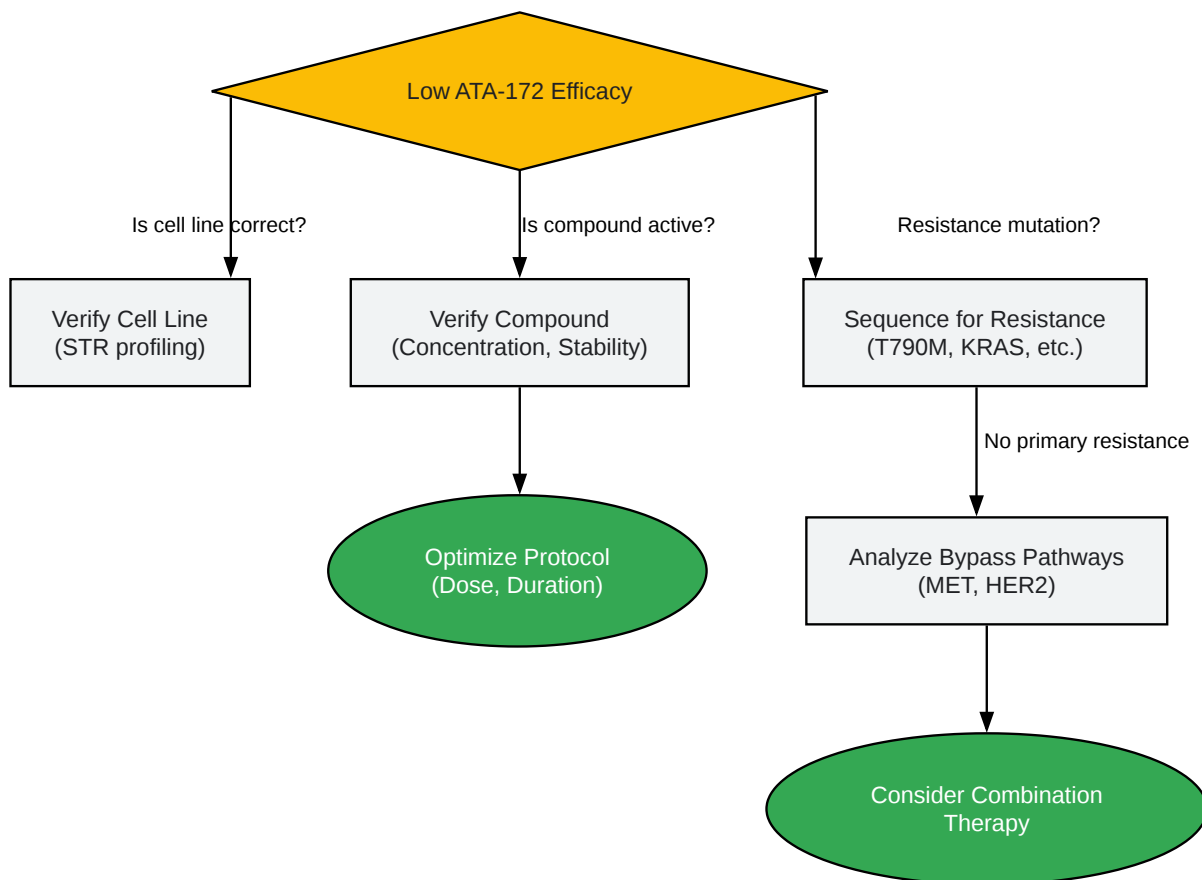 Low ATA-172 Efficacy
Is cell line correct?
Is compound active?
Resistance mutation?
Verify Cell Line
(STR profiling)
Verify Compound
(Concentration, Stability)
Sequence for Resistance
(T790M, KRAS, etc.)
No primary resistance
Optimize Protocol
(Dose, Duration)
Analyze Bypass Pathways
(MET, HER2)
Consider Combination
Therapy